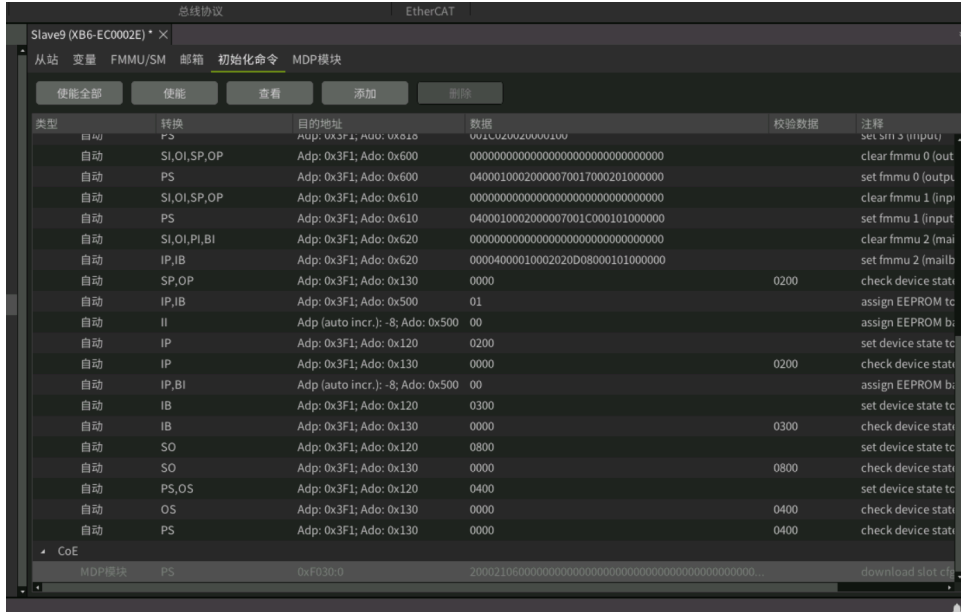 总线协议 EtherCAT
Slave9 (XB6-EC0002E) * ×
从站 变量 FMMU/SM 邮箱 初始化命令 MDP模块
使能全部 使能 查看 添加 删除
类型 转换 目的地址 数据 校验数据 注释
自动 PS Adp: 0x3F1; Ado: 0x818 001C020020000100 set sm 3 (input)
自动 SI,OI,SP,OP Adp: 0x3F1; Ado: 0x600 00000000000000000000000000000000 clear fmmu 0 (out
自动 PS Adp: 0x3F1; Ado: 0x600 04000100020000070017000201000000 set fmmu 0 (outpu
自动 SI,OI,SP,OP Adp: 0x3F1; Ado: 0x610 00000000000000000000000000000000 clear fmmu 1 (inp
自动 PS Adp: 0x3F1; Ado: 0x610 0400010002000007001C000101000000 set fmmu 1 (input
自动 SI,OI,PI,BI Adp: 0x3F1; Ado: 0x620 00000000000000000000000000000000 clear fmmu 2 (mai
自动 IP,IB Adp: 0x3F1; Ado: 0x620 00004000010002020D08000101000000 set fmmu 2 (mailb
自动 SP,OP Adp: 0x3F1; Ado: 0x130 0000 0200 check device state
自动 IP,IB Adp: 0x3F1; Ado: 0x500 01 assign EEPROM to
自动 II Adp (auto incr.): -8; Ado: 0x500 00 assign EEPROM ba
自动 IP Adp: 0x3F1; Ado: 0x120 0200 set device state to
自动 IP Adp: 0x3F1; Ado: 0x130 0000 0200 check device state
自动 IP,BI Adp (auto incr.): -8; Ado: 0x500 00 assign EEPROM ba
自动 IB Adp: 0x3F1; Ado: 0x120 0300 set device state to
自动 IB Adp: 0x3F1; Ado: 0x130 0000 0300 check device state
自动 SO Adp: 0x3F1; Ado: 0x120 0800 set device state to
自动 SO Adp: 0x3F1; Ado: 0x130 0000 0800 check device state
自动 PS,OS Adp: 0x3F1; Ado: 0x120 0400 set device state to
自动 OS Adp: 0x3F1; Ado: 0x130 0000 0400 check device state
自动 PS Adp: 0x3F1; Ado: 0x130 0000 0400 check device state
CoE
MDP模块 PS 0xF030:0 download slot cfg